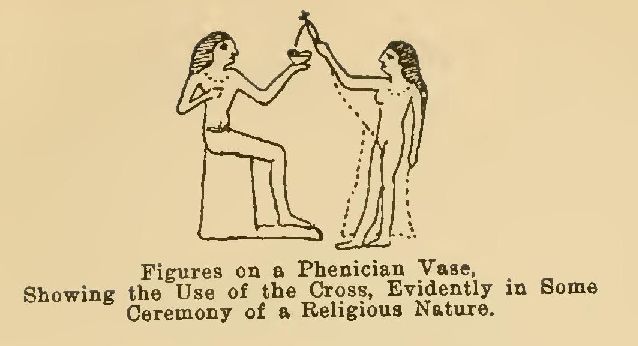 Figures on a Phenician Vase,
Showing the Use of the Cross, Evidently in Some
Ceremony of a Religious Nature.